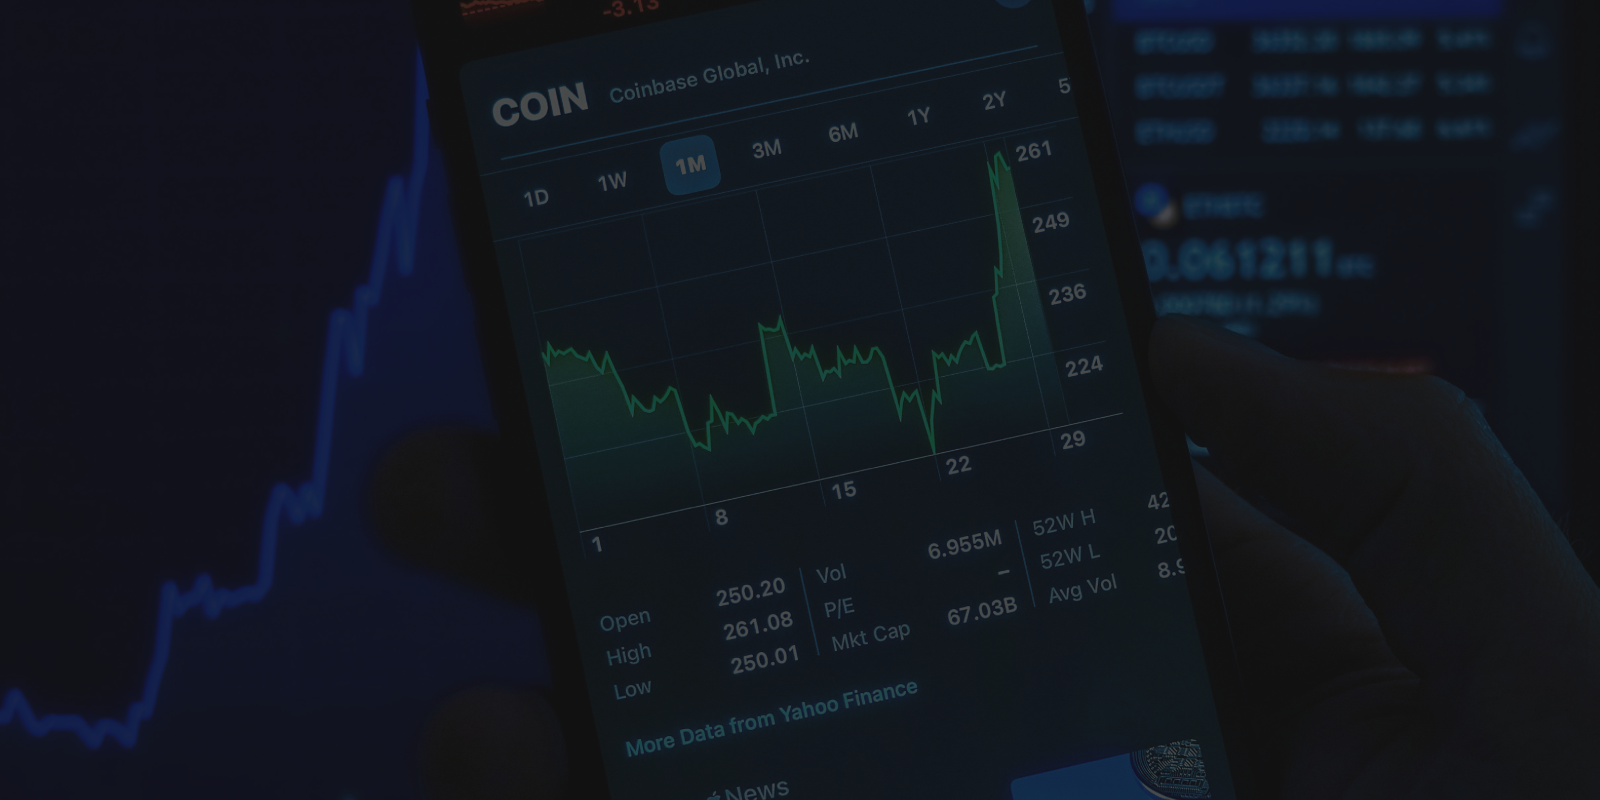 -3.13
COIN Coinbase Global, Inc.
1D 1W 1M 3M 6M 1Y 2Y 5
261
249
236
224
1 8 15 22 29
Open 250.20
High 261.08
Low 250.01
Vol 6.955M
P/E –
Mkt Cap 67.03B
52W H 42
52W L 20
Avg Vol 8.9
More Data from Yahoo Finance
News
0.061211